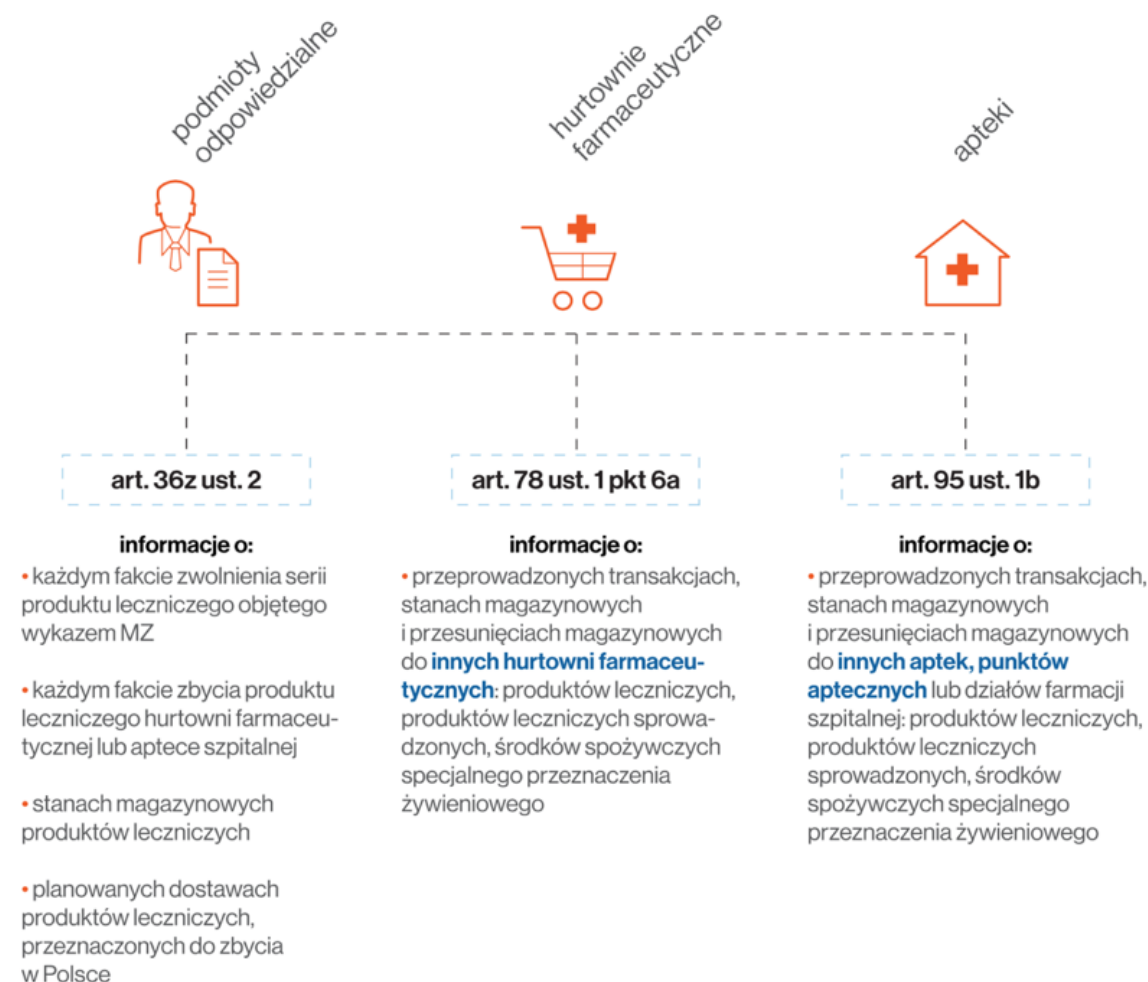 podmioty
odpowiedzialne
hurtownie
farmaceutyczne
apteki
art. 36z ust. 2
informacje o:
• każdym fakcie zwolnienia serii
produktu leczniczego objętego
wykazem MZ
• każdym fakcie zbycia produktu
leczniczego hurtowni farmaceu-
tycznej lub aptece szpitalnej
• stanach magazynowych
produktów leczniczych
• planowanych dostawach
produktów leczniczych,
przeznaczonych do zbycia
w Polsce
art. 78 ust. 1 pkt 6a
informacje o:
• przeprowadzonych transakcjach,
stanach magazynowych
i przesunięciach magazynowych
do innych hurtowni farmaceu-
tycznych: produktów leczniczych,
produktów leczniczych sprowa-
dzonych, środków spożywczych
specjalnego przeznaczenia
żywieniowego
art. 95 ust. 1b
informacje o:
• przeprowadzonych transakcjach,
stanach magazynowych
i przesunięciach magazynowych
do innych aptek, punktów
aptecznych lub działów farmacji
szpitalnej: produktów leczniczych,
produktów leczniczych
sprowadzonych, środków
spożywczych specjalnego
przeznaczenia żywieniowego